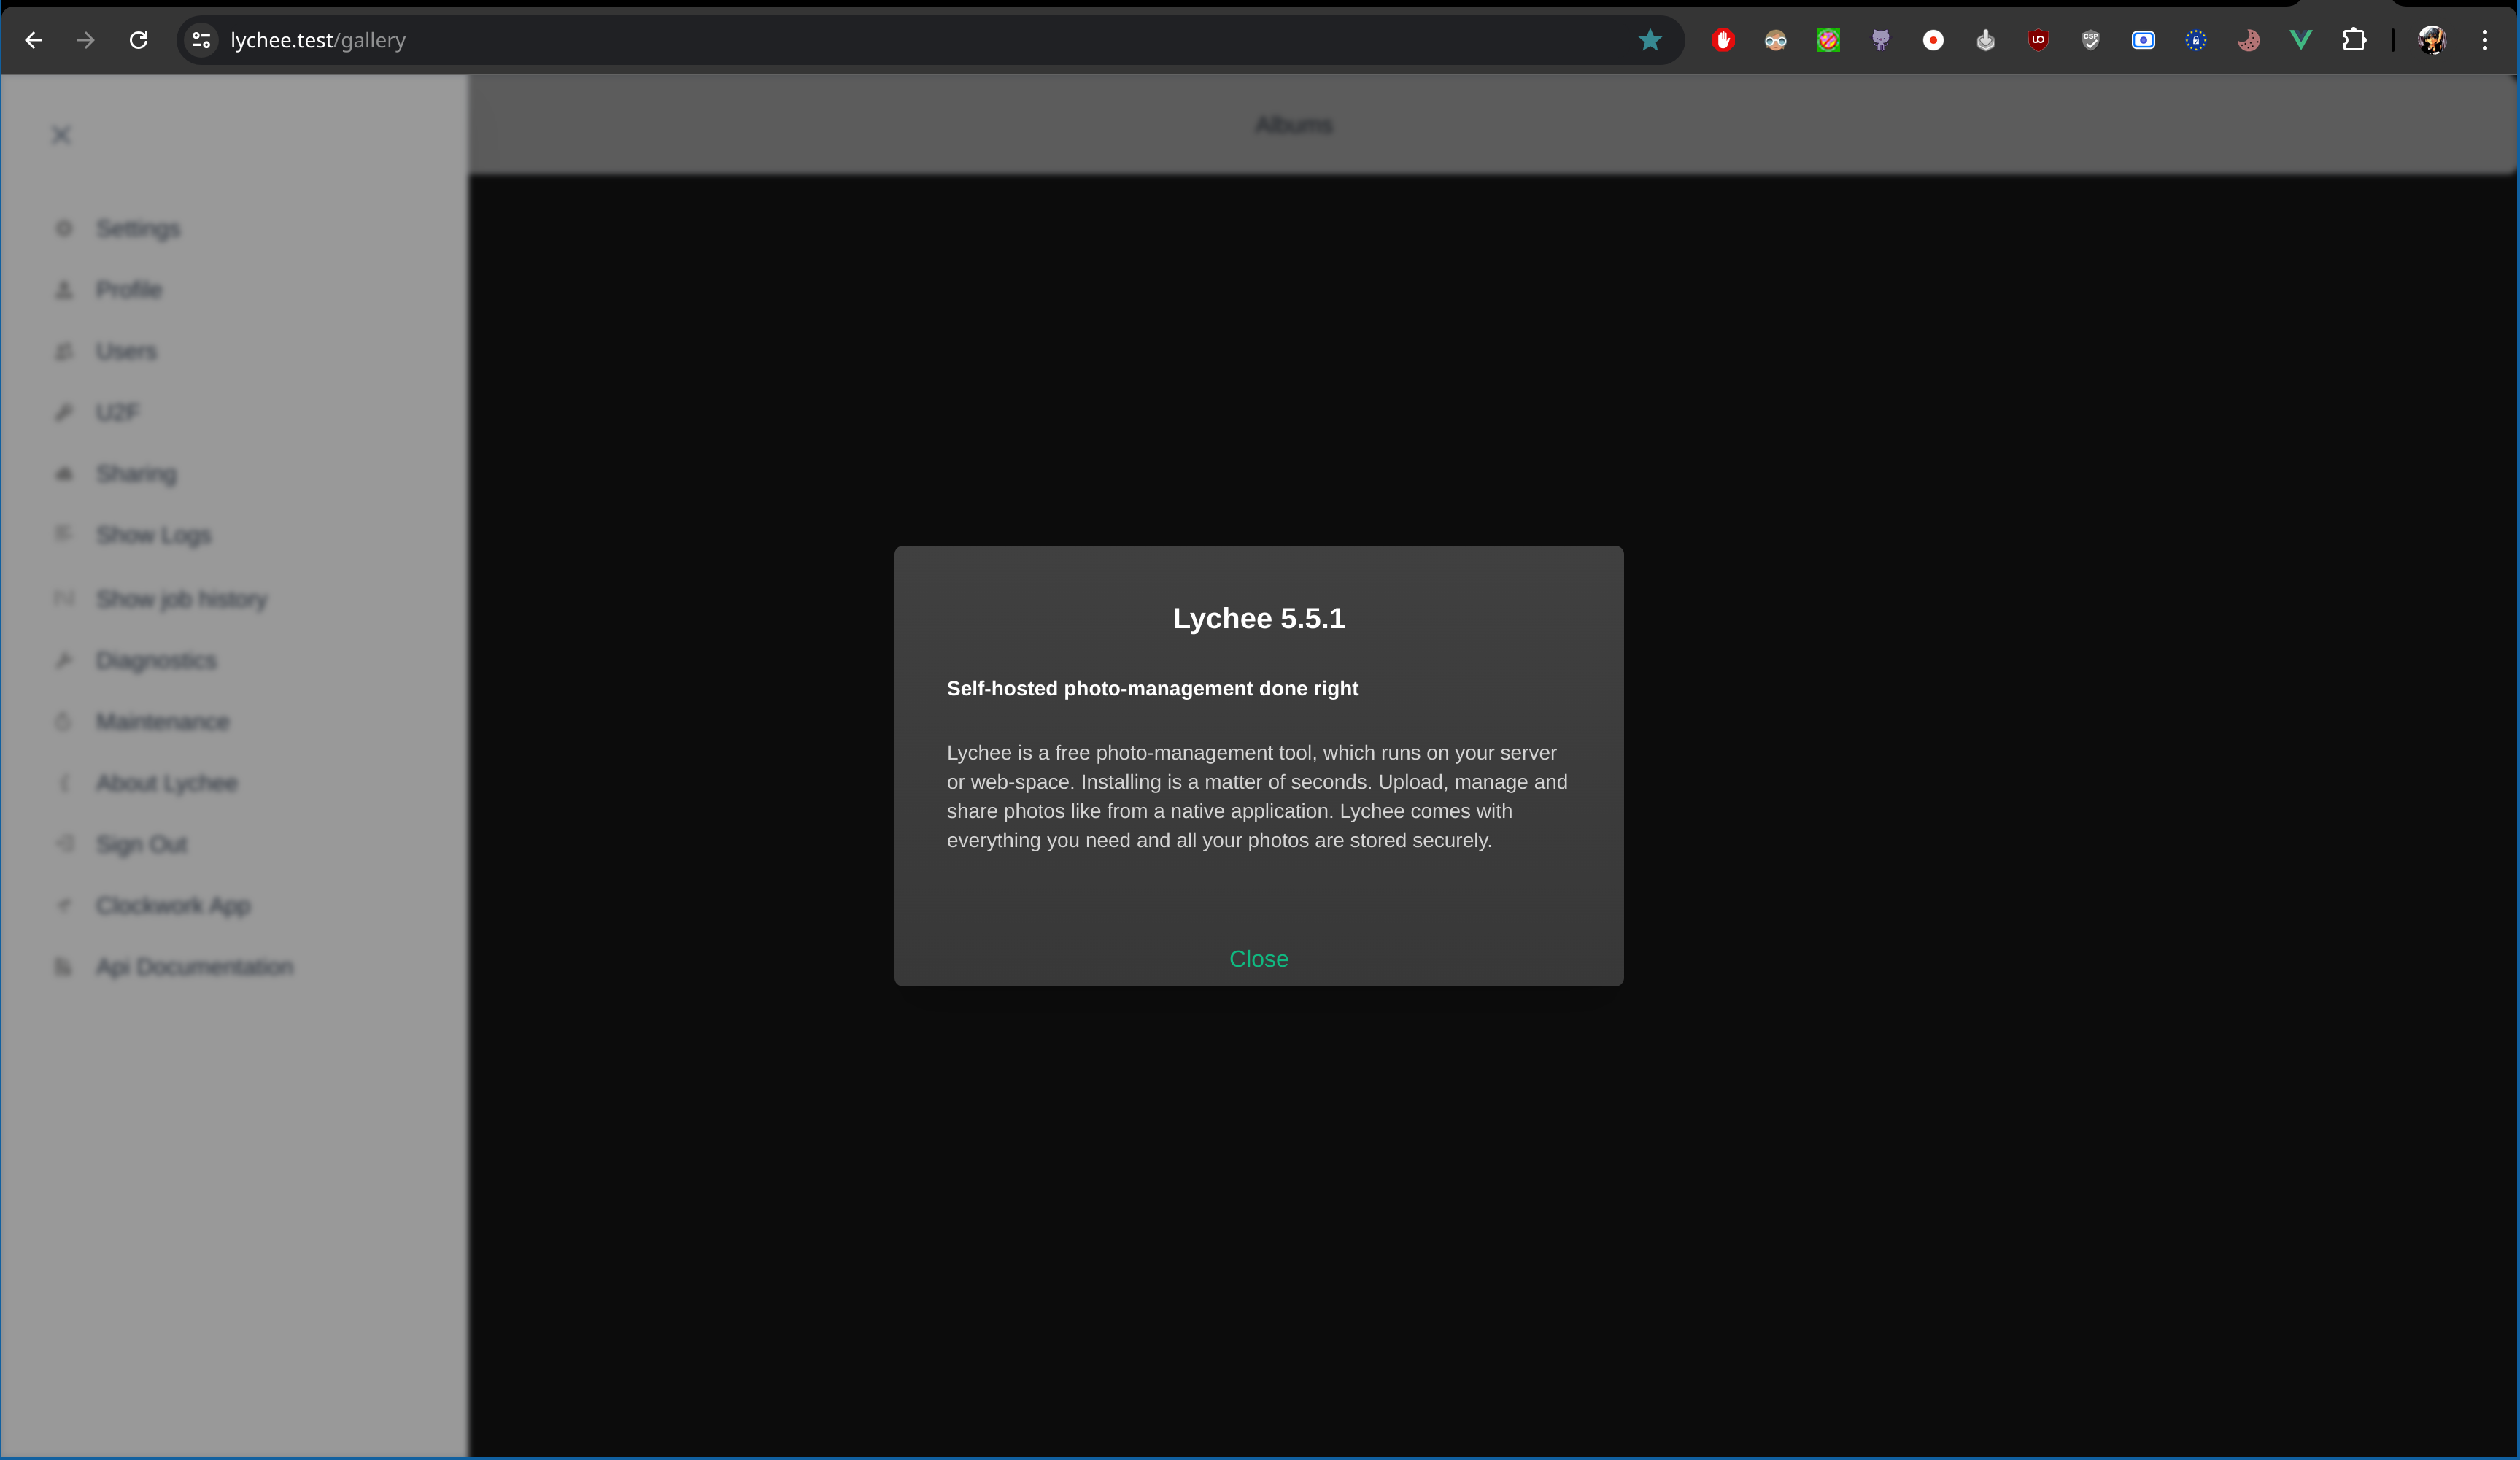 lychee.test/gallery
Albums
Settings
Profile
Users
U2F
Sharing
Show Logs
Show job history
Diagnostics
Maintenance
About Lychee
Sign Out
Clockwork App
Api Documentation
Lychee 5.5.1
Self-hosted photo-management done right
Lychee is a free photo-management tool, which runs on your server
or web-space. Installing is a matter of seconds. Upload, manage and
share photos like from a native application. Lychee comes with
everything you need and all your photos are stored securely.
Close